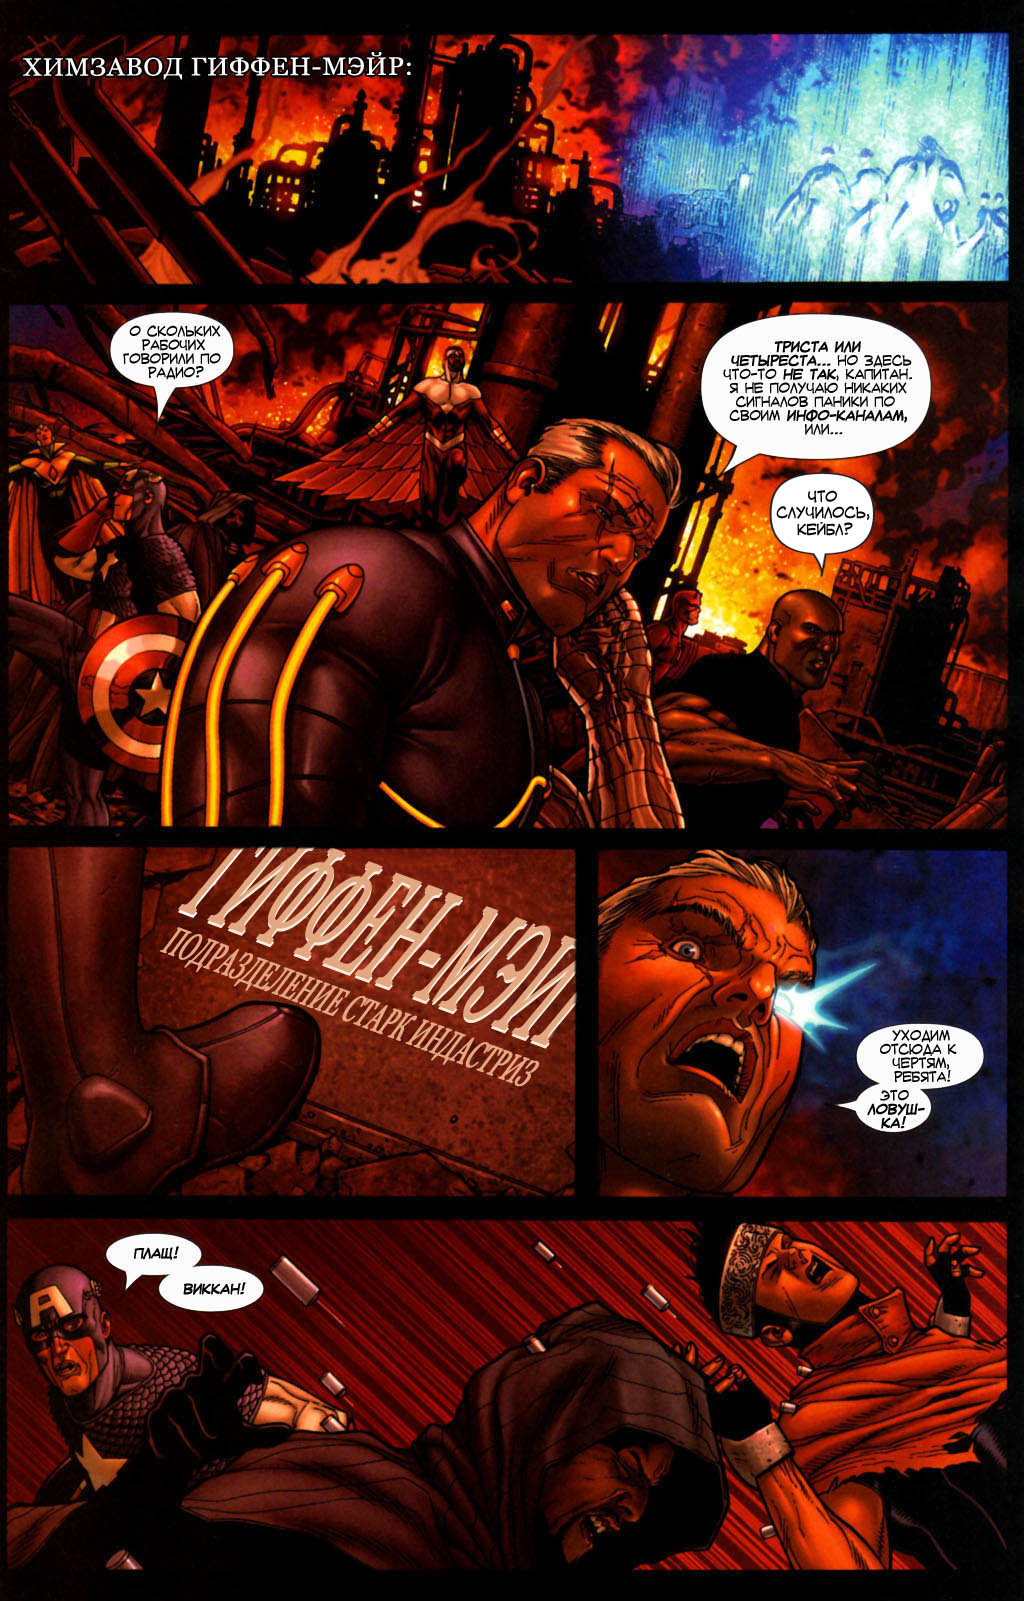 ХИМЗАВОД ГИФФЕН-МЭЙР:
О СКОЛЬКИХ
РАБОЧИХ
ГОВОРИЛИ ПО
РАДИО?
ТРИСТА ИЛИ
ЧЕТЫРЕСТА... НО ЗДЕСЬ
ЧТО-ТО НЕ ТАК, КАПИТАН.
Я НЕ ПОЛУЧАЮ НИКАКИХ
СИГНАЛОВ ПАНИКИ ПО
СВОИМ ИНФО-КАНАЛАМ,
ИЛИ...
ЧТО
СЛУЧИЛОСЬ,
КЕЙБЛ?
ГИФФЕН-МЭЙР
ПОДРАЗДЕЛЕНИЕ СТАРК ИНДАСТРИЗ
УХОДИМ
ОТСЮДА К
ЧЕРТЯМ,
РЕБЯТА!
ЭТО
ЛОВУШ-
КА!
ПЛАЩ!
ВИККАН!
A